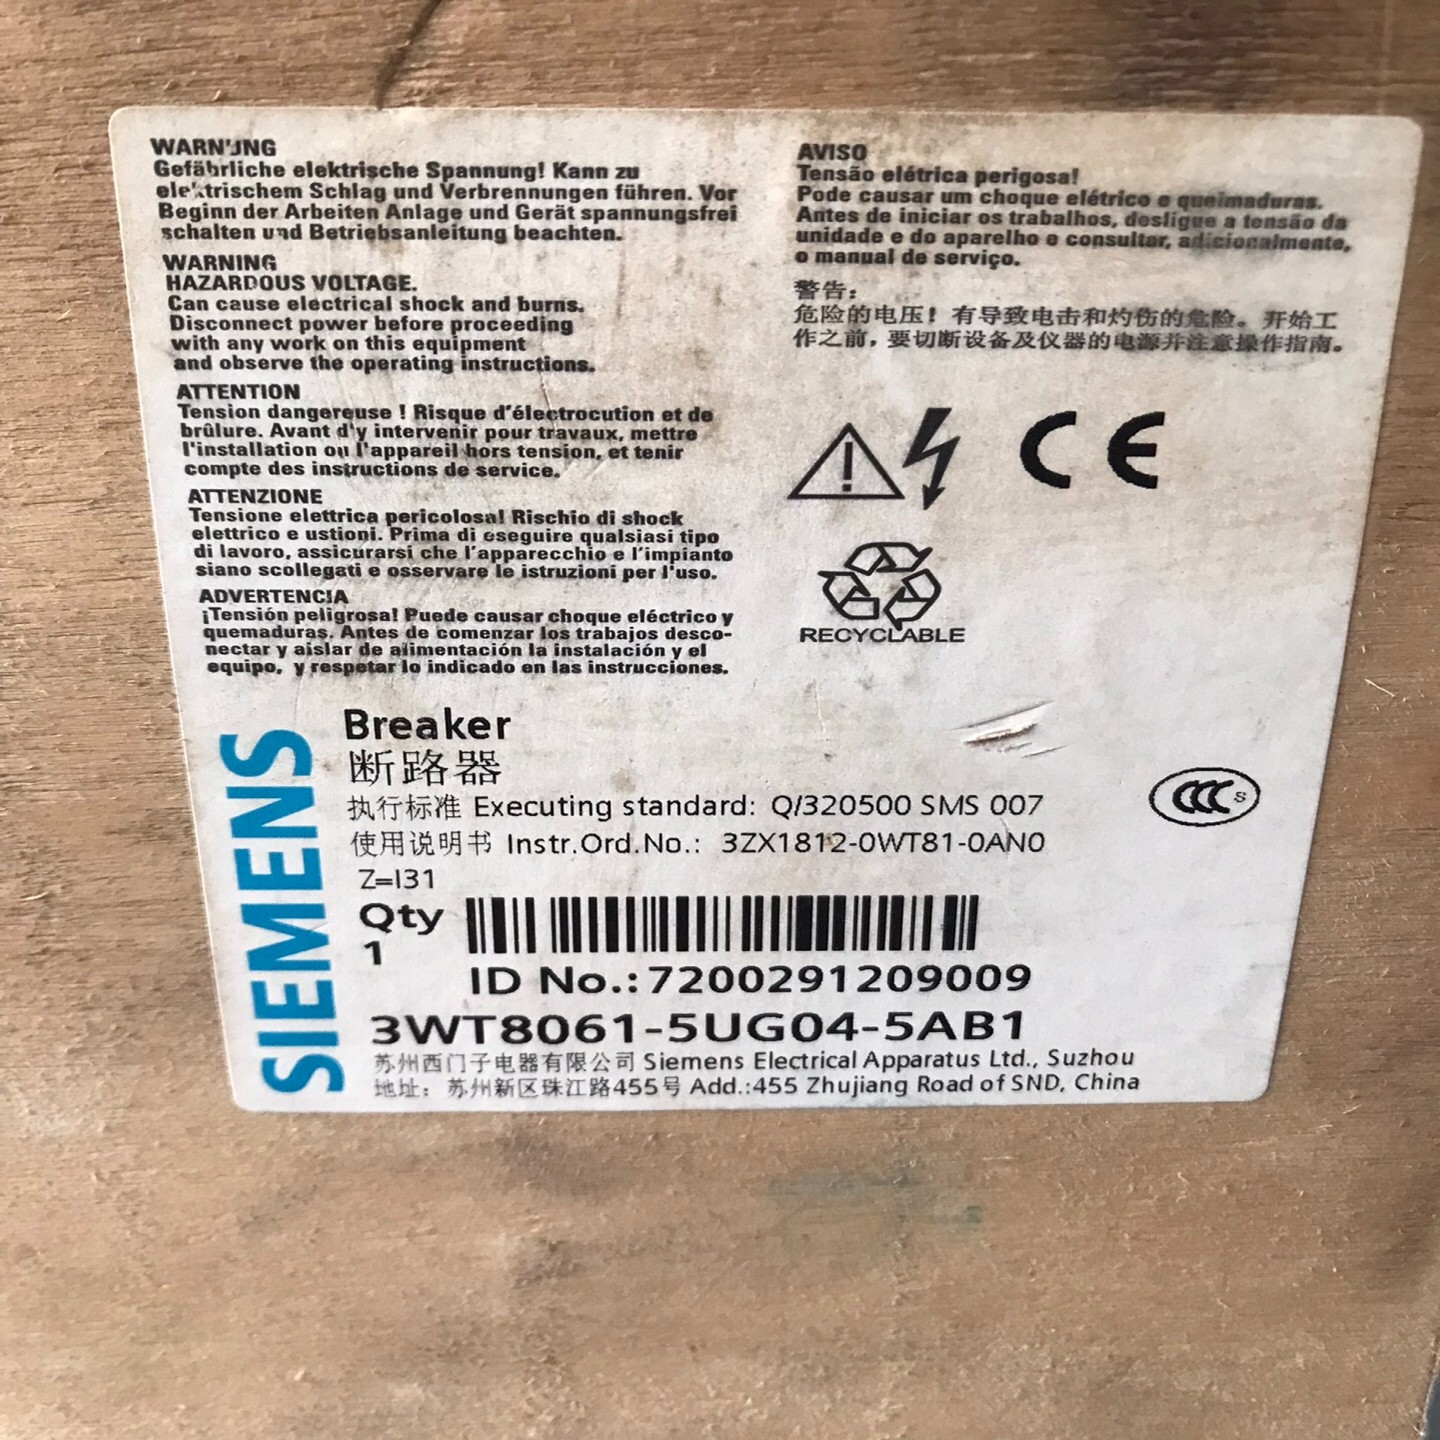 WARNUNG
Gefährliche elektrische Spannung! Kann zu
elektrischem Schlag und Verbrennungen führen. Vor
Beginn der Arbeiten Anlage und Gerät spannungsfrei
schalten und Betriebsanleitung beachten.
WARNING
HAZARDOUS VOLTAGE.
Can cause electrical shock and burns.
Disconnect power before proceeding
with any work on this equipment
and observe the operating instructions.
ATTENTION
Tension dangereuse ! Risque d'électrocution et de
brûlure. Avant d'y intervenir pour travaux, mettre
l'installation ou l'appareil hors tension, et tenir
compte des instructions de service.
ATTENZIONE
Tensione elettrica pericolosa! Rischio di shock
elettrico e ustioni. Prima di eseguire qualsiasi tipo
di lavoro, assicurarsi che l'apparecchio e l'impianto
siano scollegati e osservare le istruzioni per l'uso.
ADVERTENCIA
¡Tensión peligrosa! Puede causar choque eléctrico y
quemaduras. Antes de comenzar los trabajos desco-
nectar y aislar de alimentación la instalación y el
equipo, y respetar lo indicado en las instrucciones.
AVISO
Tensão elétrica perigosa!
Pode causar um choque elétrico e queimaduras.
Antes de iniciar os trabalhos, desligue a tensão da
unidade e do aparelho e consultar, adicionalmente,
o manual de serviço.
警告：
危险的电压！有导致电击和灼伤的危险。开始工
作之前，要切断设备及仪器的电源并注意操作指南。
CE
RECYCLABLE
SIEMENS
Breaker
断路器
执行标准 Executing standard: Q/320500 SMS 007
使用说明书 Instr.Ord.No.: 3ZX1812-0WT81-0AN0
Z=I31
CCC S
Qty
1
ID No.:7200291209009
3WT8061-5UG04-5AB1
苏州西门子电器有限公司 Siemens Electrical Apparatus Ltd., Suzhou
地址：苏州新区珠江路455号 Add.:455 Zhujiang Road of SND, China